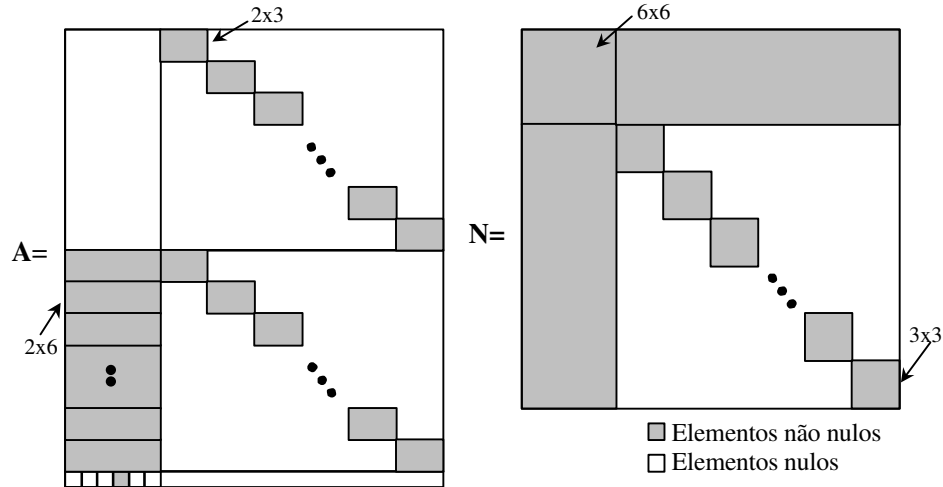 2x3
6x6
A=
N=
2x6
3x3
Elementos não nulos
Elementos nulos